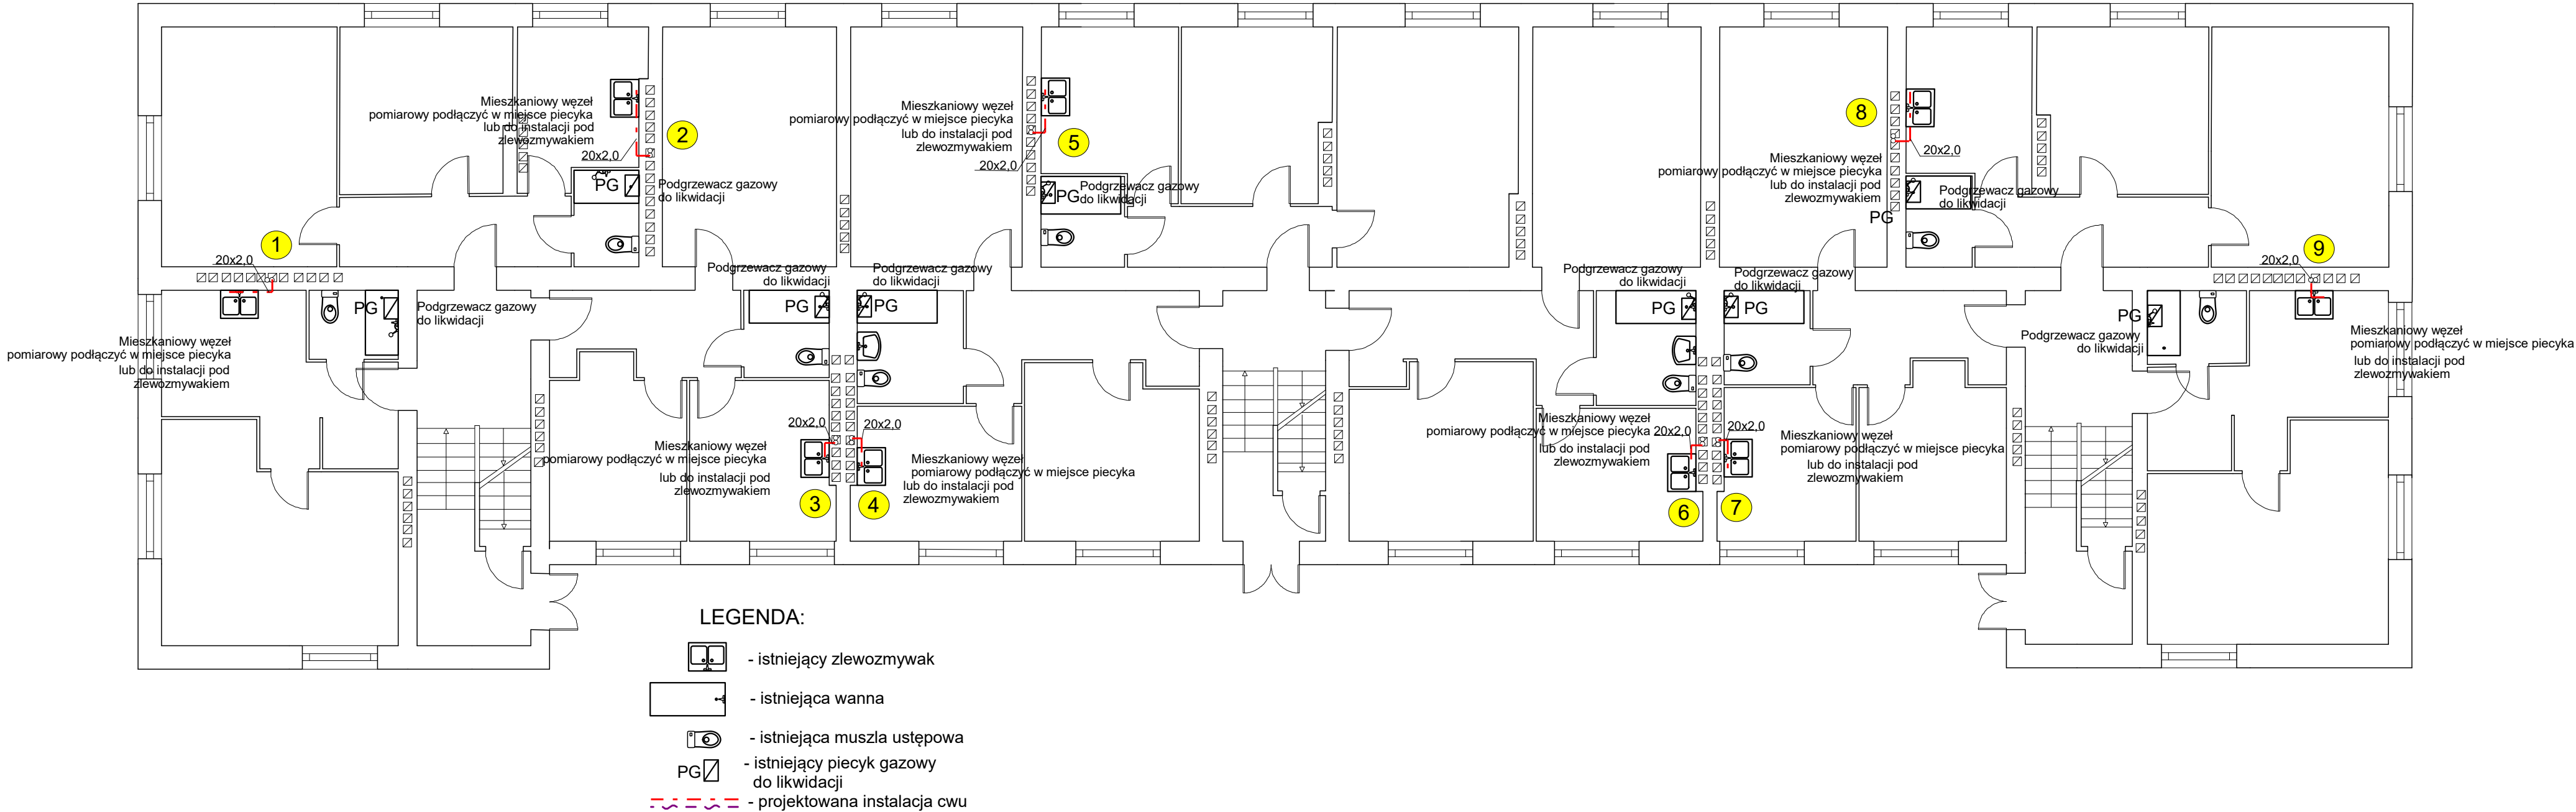 Mieszkaniowy węzeł
pomiarowy podłączyć w miejsce piecyka
lub do instalacji pod
zlewozmywakiem
20x2,0
2
PG
Podgrzewacz gazowy
do likwidacji
Mieszkaniowy węzeł
pomiarowy podłączyć w miejsce piecyka
lub do instalacji pod
zlewozmywakiem
20x2,0
5
PG
Podgrzewacz gazowy
do likwidacji
8
20x2,0
Mieszkaniowy węzeł
pomiarowy podłączyć w miejsce piecyka
lub do instalacji pod
zlewozmywakiem
Podgrzewacz gazowy
do likwidacji
PG
1
20x2,0
PG
Podgrzewacz gazowy
do likwidacji
Mieszkaniowy węzeł
pomiarowy podłączyć w miejsce piecyka
lub do instalacji pod
zlewozmywakiem
Podgrzewacz gazowy
do likwidacji
PG
Podgrzewacz gazowy
do likwidacji
PG
Podgrzewacz gazowy
do likwidacji
PG
Podgrzewacz gazowy
do likwidacji
PG
9
20x2,0
PG
Podgrzewacz gazowy
do likwidacji
Mieszkaniowy węzeł
pomiarowy podłączyć w miejsce piecyka
lub do instalacji pod
zlewozmywakiem
20x2,0
Mieszkaniowy węzeł
pomiarowy podłączyć w miejsce piecyka
lub do instalacji pod
zlewozmywakiem
3
20x2,0
Mieszkaniowy węzeł
pomiarowy podłączyć w miejsce piecyka
lub do instalacji pod
zlewozmywakiem
4
Mieszkaniowy węzeł
pomiarowy podłączyć w miejsce piecyka
lub do instalacji pod
zlewozmywakiem
20x2,0
6
20x2,0
Mieszkaniowy węzeł
pomiarowy podłączyć w miejsce piecyka
lub do instalacji pod
zlewozmywakiem
7
LEGENDA:
- istniejący zlewozmywak
- istniejąca wanna
- istniejąca muszla ustępowa
PG - istniejący piecyk gazowy
do likwidacji
- projektowana instalacja cwu